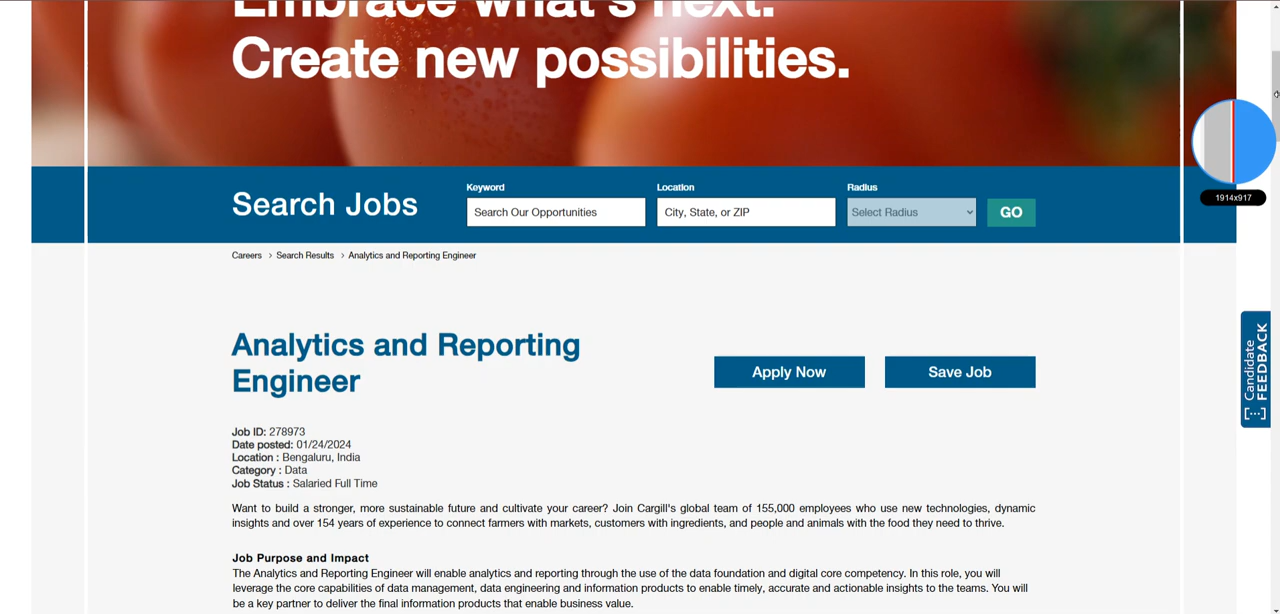 Embrace what's next.
Create new possibilities.
1914x917
Search Jobs
Keyword
Search Our Opportunities
Location
City, State, or ZIP
Radius
Select Radius
GO
Careers > Search Results > Analytics and Reporting Engineer
Candidate
FEEDBACK
Analytics and Reporting
Engineer
Apply Now
Save Job
Job ID: 278973
Date posted: 01/24/2024
Location : Bengaluru, India
Category : Data
Job Status : Salaried Full Time
Want to build a stronger, more sustainable future and cultivate your career? Join Cargill's global team of 155,000 employees who use new technologies, dynamic
insights and over 154 years of experience to connect farmers with markets, customers with ingredients, and people and animals with the food they need to thrive.
Job Purpose and Impact
The Analytics and Reporting Engineer will enable analytics and reporting through the use of the data foundation and digital core competency. In this role, you will
leverage the core capabilities of data management, data engineering and information products to enable timely, accurate and actionable insights to the teams. You will
be a key partner to deliver the final information products that enable business value.